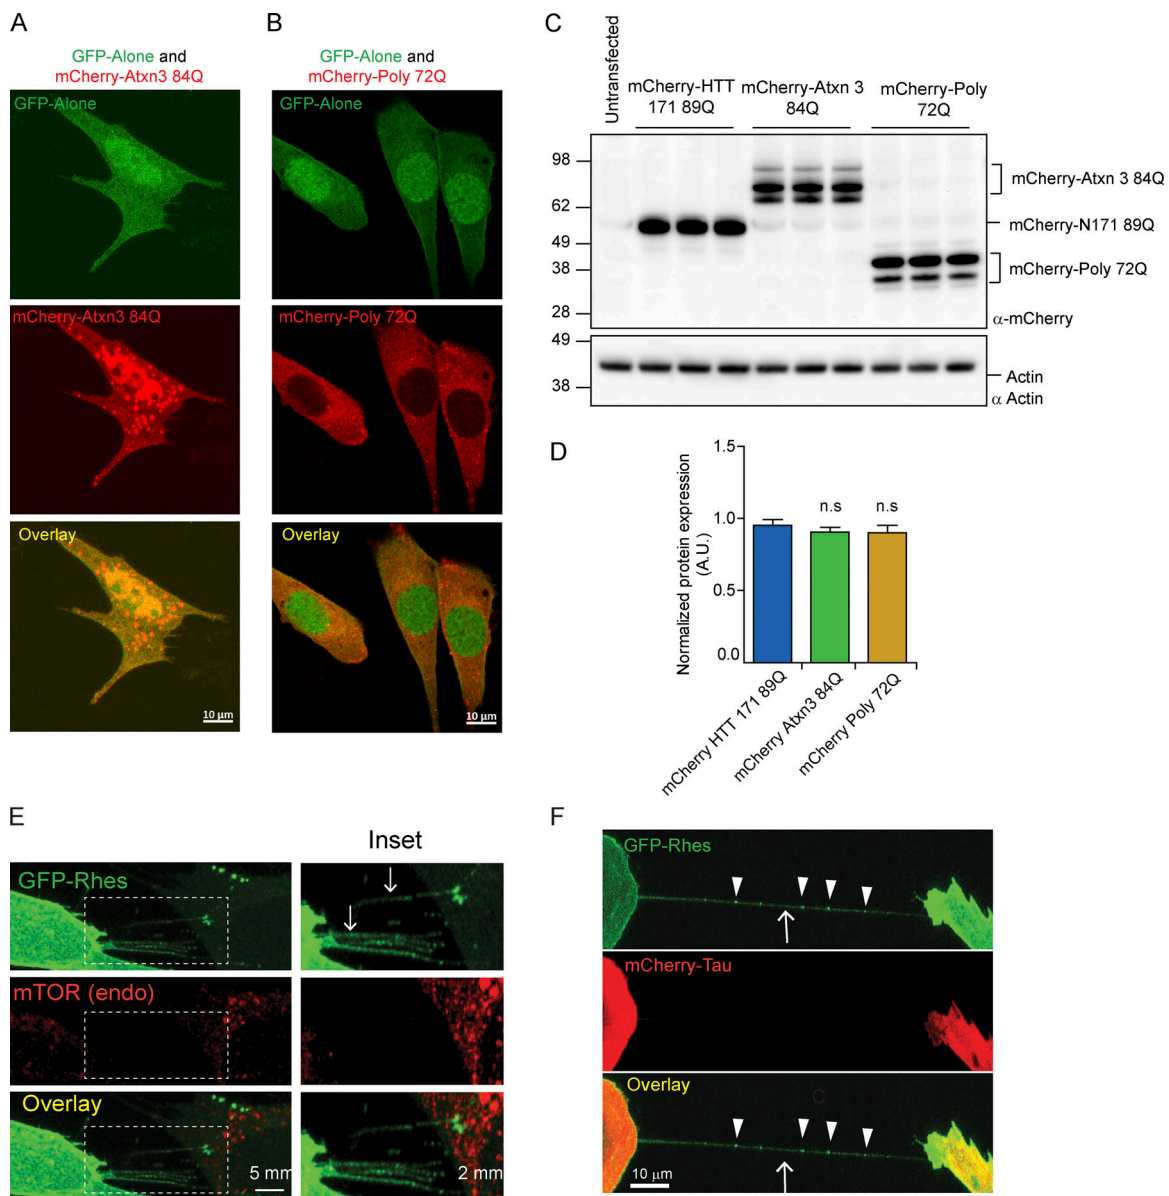 A
GFP-Alone and
mCherry-Atxn3 84Q
GFP-Alone
mCherry-Atxn3 84Q
Overlay
10 µm
B
GFP-Alone and
mCherry-Poly 72Q
GFP-Alone
mCherry-Poly 72Q
Overlay
10 µm
C
Untransfected
mCherry-HTT
171 89Q
mCherry-Atxn 3
84Q
mCherry-Poly
72Q
98
62
49
38
28
mCherry-Atxn 3 84Q
mCherry-N171 89Q
mCherry-Poly 72Q
α-mCherry
49
38
Actin
α Actin
D
Normalized protein expression
(A.U.)
1.5
1.0
0.5
0.0
n.s
n.s
mCherry HTT 171 89Q
mCherry Atxn3 84Q
mCherry Poly 72Q
E
Inset
GFP-Rhes
mTOR (endo)
Overlay
5 mm
2 mm
F
GFP-Rhes
mCherry-Tau
Overlay
C
10 µm